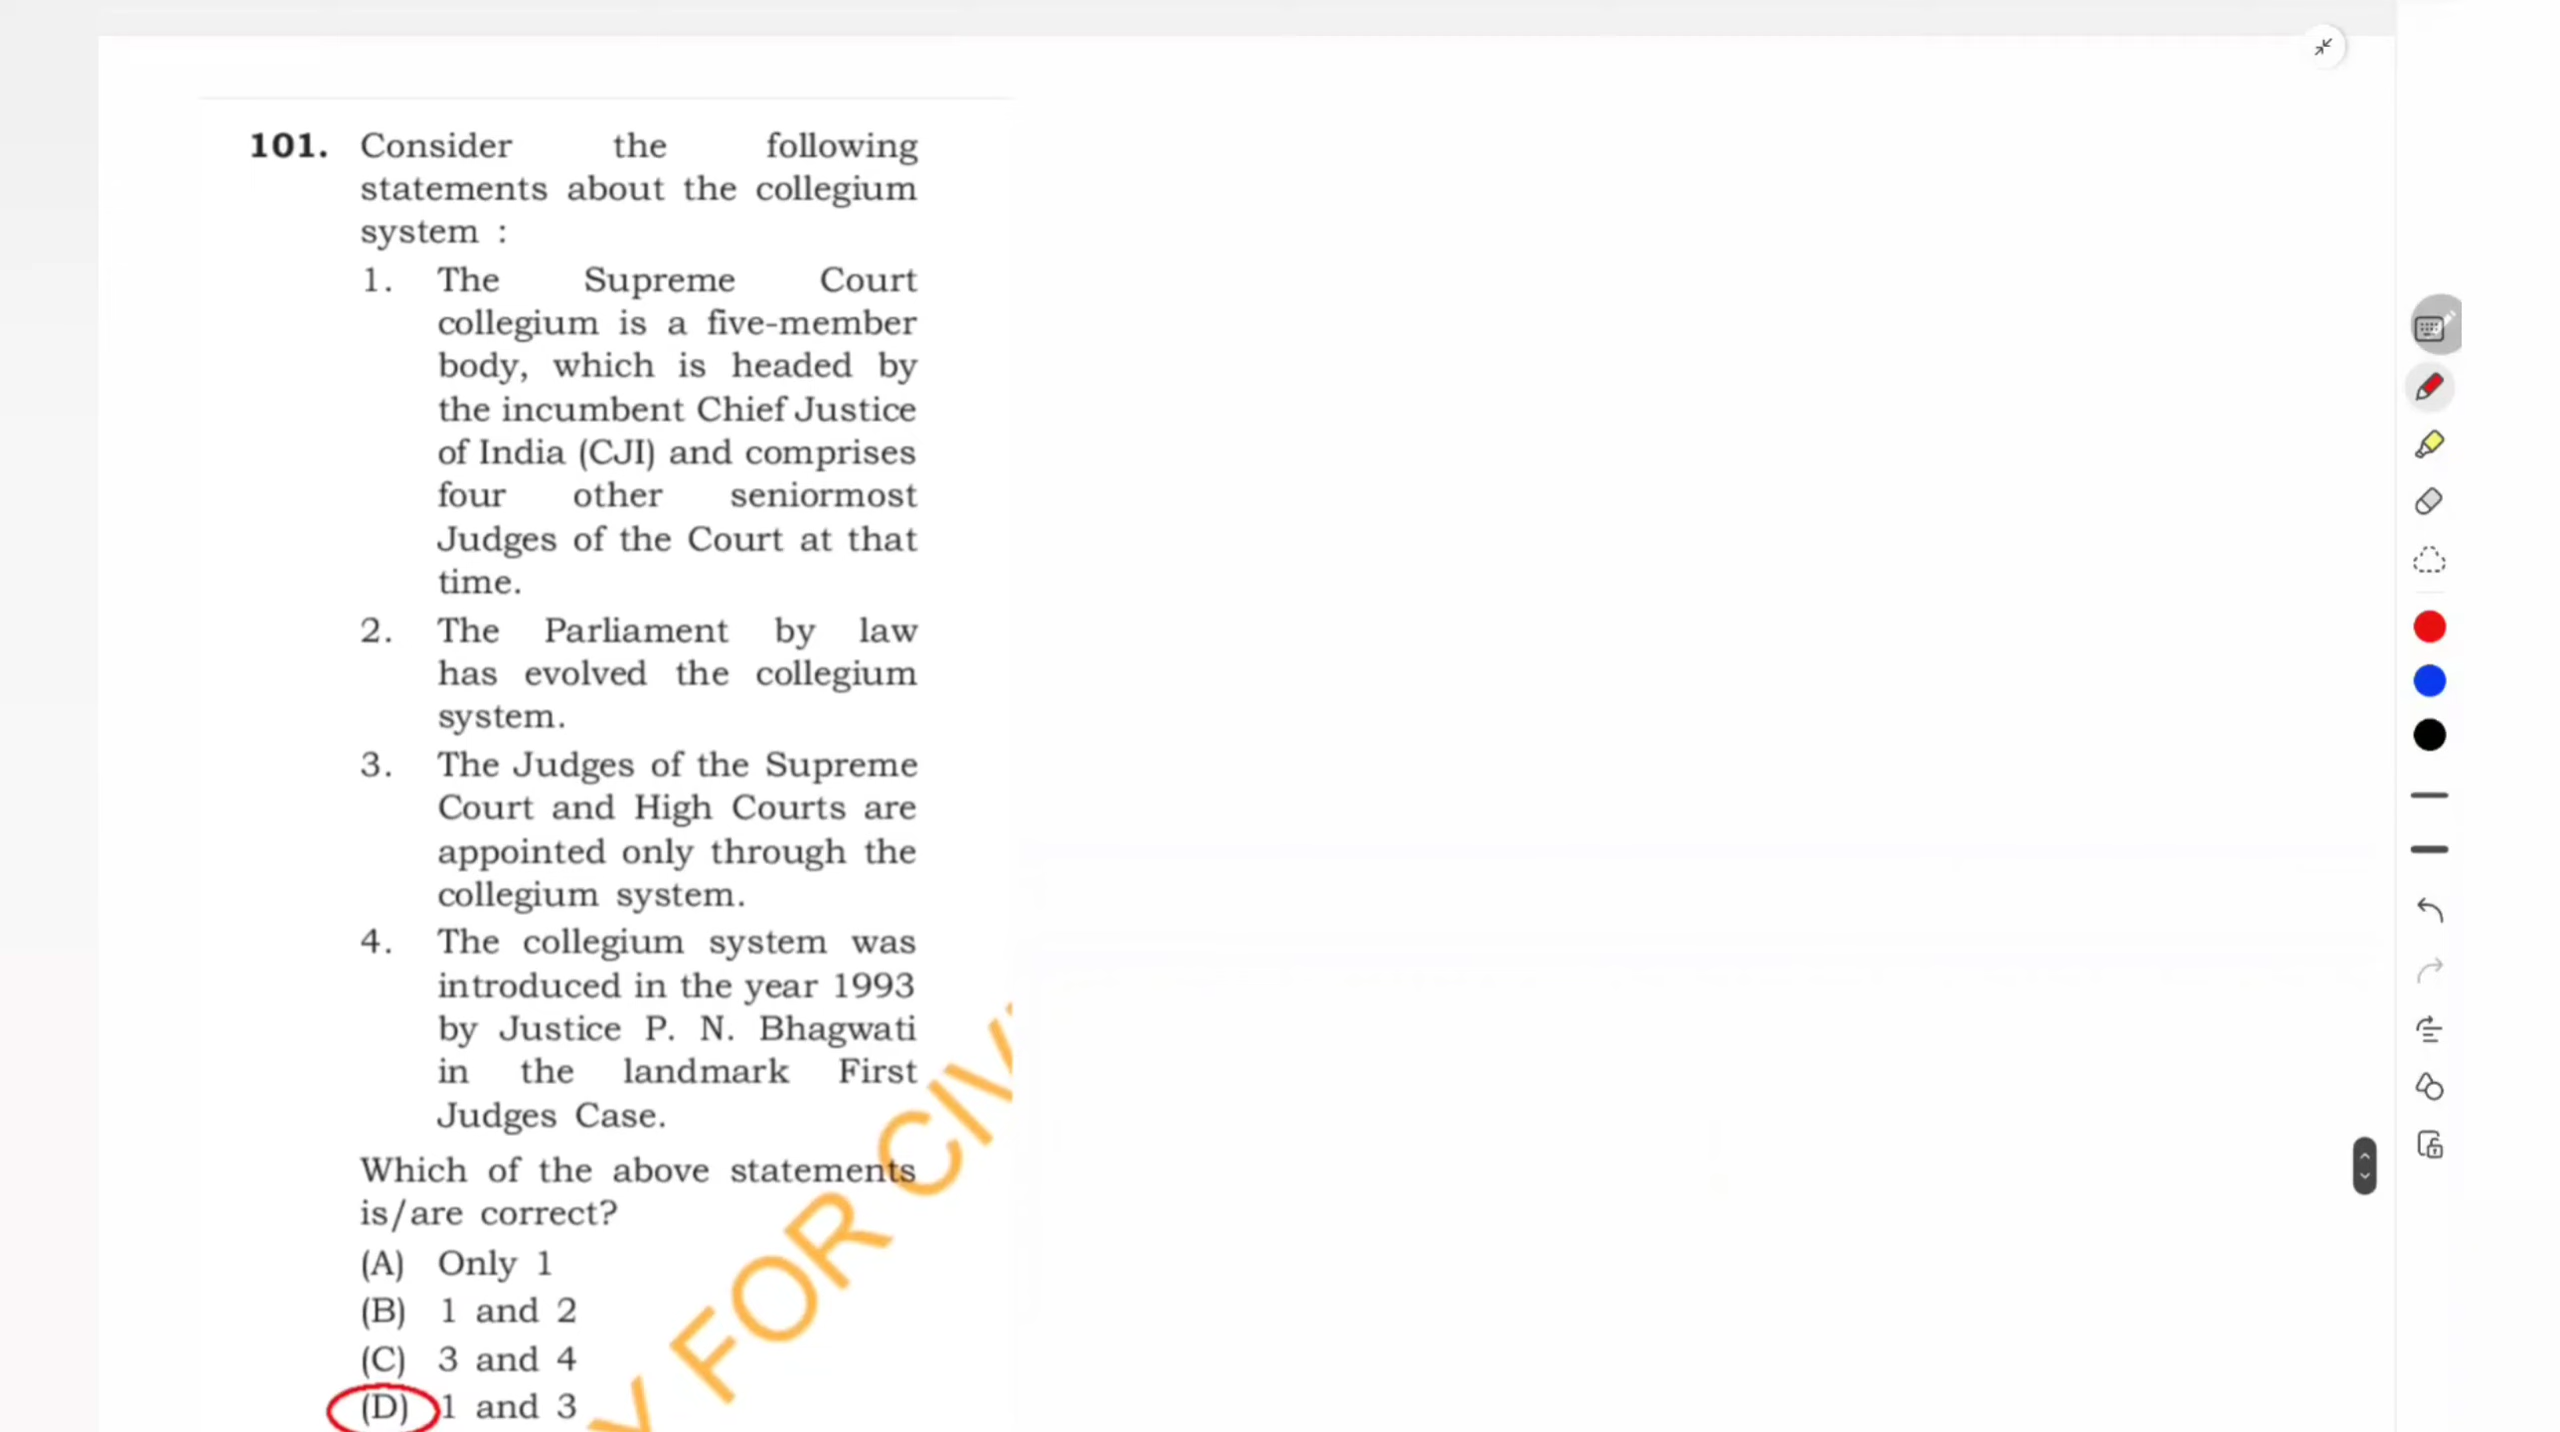 101. Consider the following
statements about the collegium
system :
1. The Supreme Court
collegium is a five-member
body, which is headed by
the incumbent Chief Justice
of India (CJI) and comprises
four other seniormost
Judges of the Court at that
time.
2. The Parliament by law
has evolved the collegium
system.
3. The Judges of the Supreme
Court and High Courts are
appointed only through the
collegium system.
4. The collegium system was
introduced in the year 1993
by Justice P. N. Bhagwati
in the landmark First
Judges Case.
Which of the above statements
is/are correct?
(A) Only 1
(B) 1 and 2
(C) 3 and 4
(D) 1 and 3
Y FOR CIV